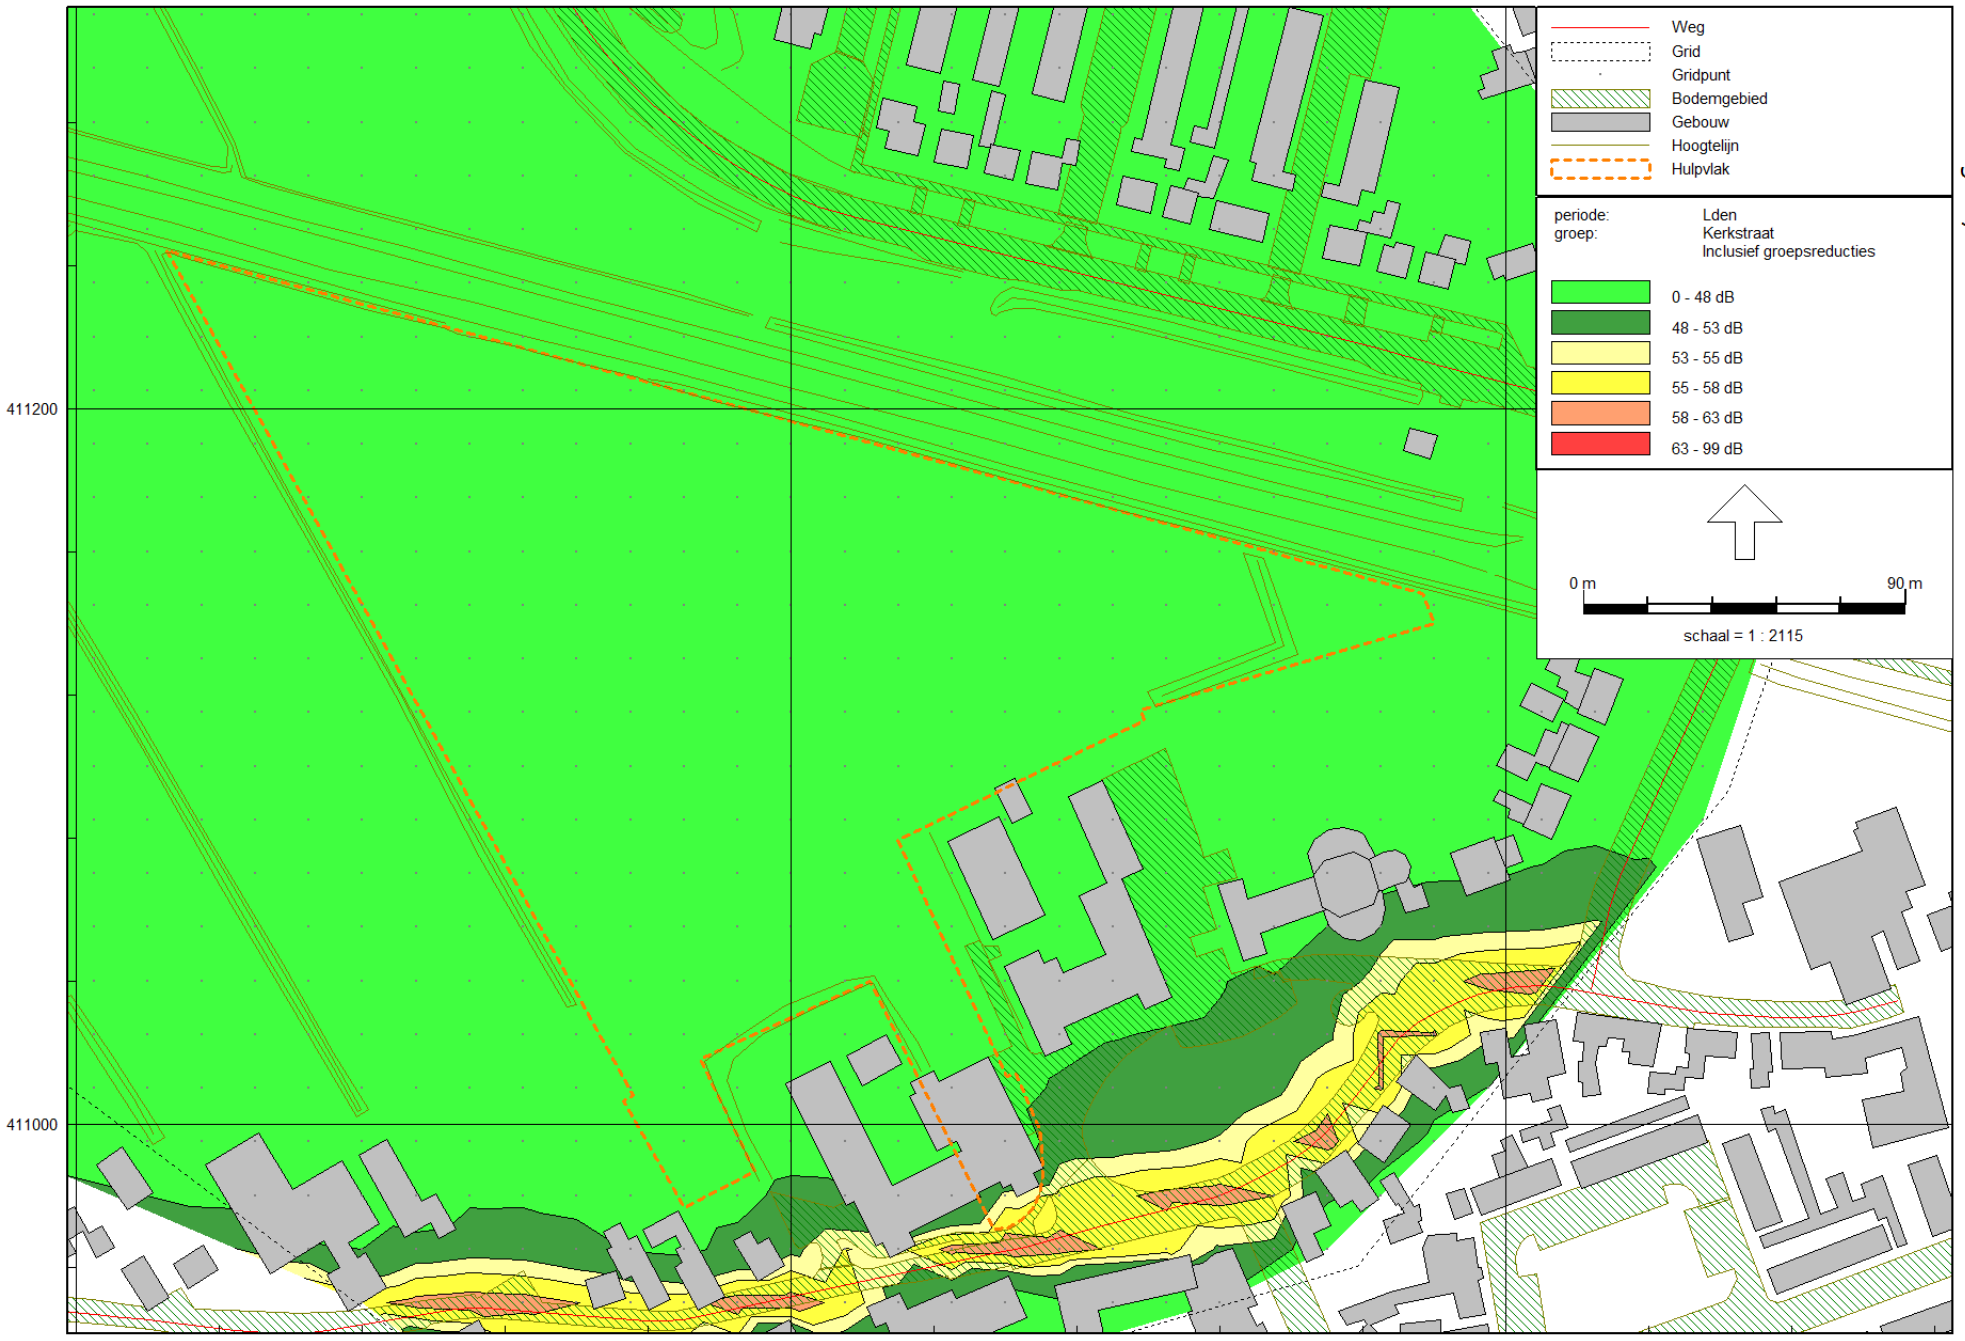 Weg
Grid
Gridpunt
Bodemgebied
Gebouw
Hoogtelijn
Hulpvlak
periode: Lden
groep: Kerkstraat
Inclusief groepsreducties
0 - 48 dB
48 - 53 dB
53 - 55 dB
55 - 58 dB
58 - 63 dB
63 - 99 dB
411200
0 m 90 m
schaal = 1 : 2115
411000